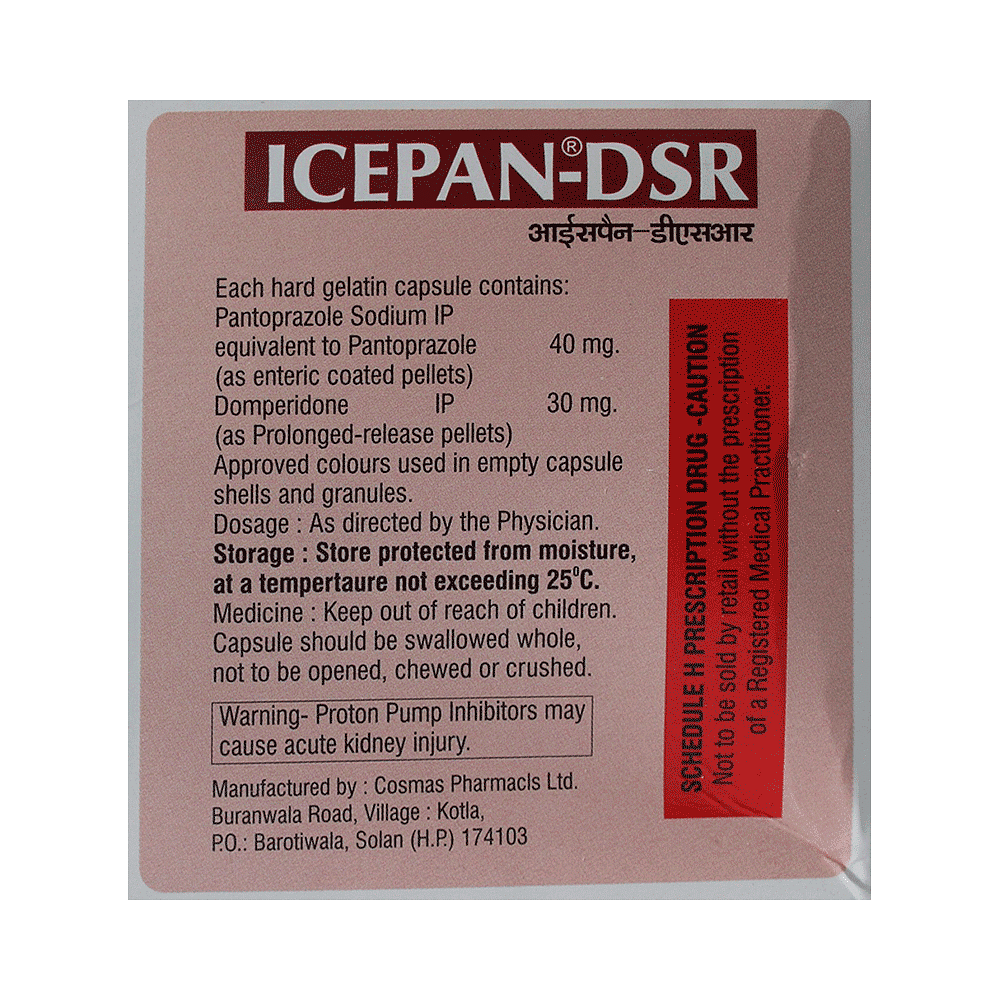 ICEPAN®-DSR
आईसपैन-डीएसआर
Each hard gelatin capsule contains:
Pantoprazole Sodium IP
equivalent to Pantoprazole 40 mg.
(as enteric coated pellets)
Domperidone IP 30 mg.
(as Prolonged-release pellets)
Approved colours used in empty capsule
shells and granules.
Dosage : As directed by the Physician.
Storage : Store protected from moisture,
at a tempertaure not exceeding 25⁰C.
Medicine : Keep out of reach of children.
Capsule should be swallowed whole,
not to be opened, chewed or crushed.
Warning- Proton Pump Inhibitors may
cause acute kidney injury.
Manufactured by : Cosmas Pharmacls Ltd.
Buranwala Road, Village : Kotla,
P.O.: Barotiwala, Solan (H.P.) 174103
SCHEDULE H PRESCRIPTION DRUG -CAUTION
Not to be sold by retail without the prescription
of a Registered Medical Practitioner.